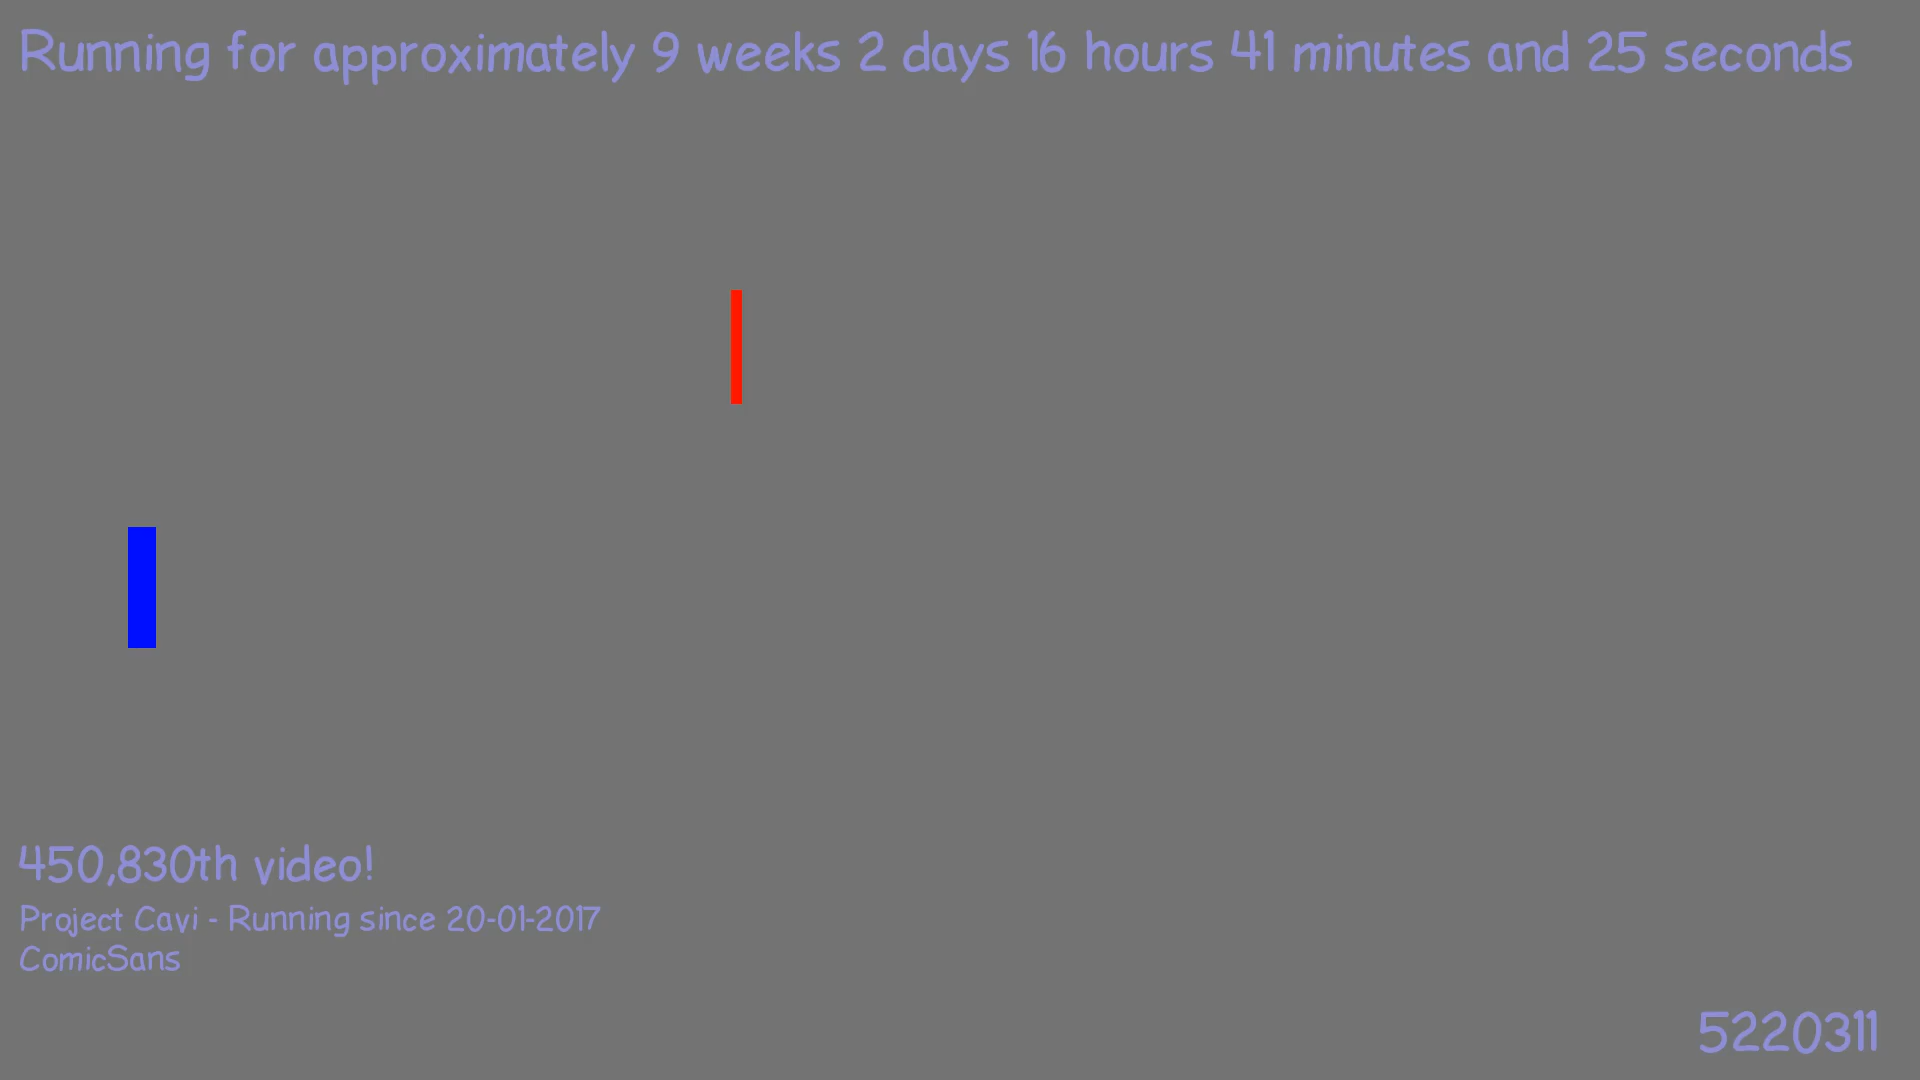 Running for approximately 9 weeks 2 days 16 hours 41 minutes and 25 seconds
450,830th video!
Project Cavi - Running since 20-01-2017
ComicSans
5220311